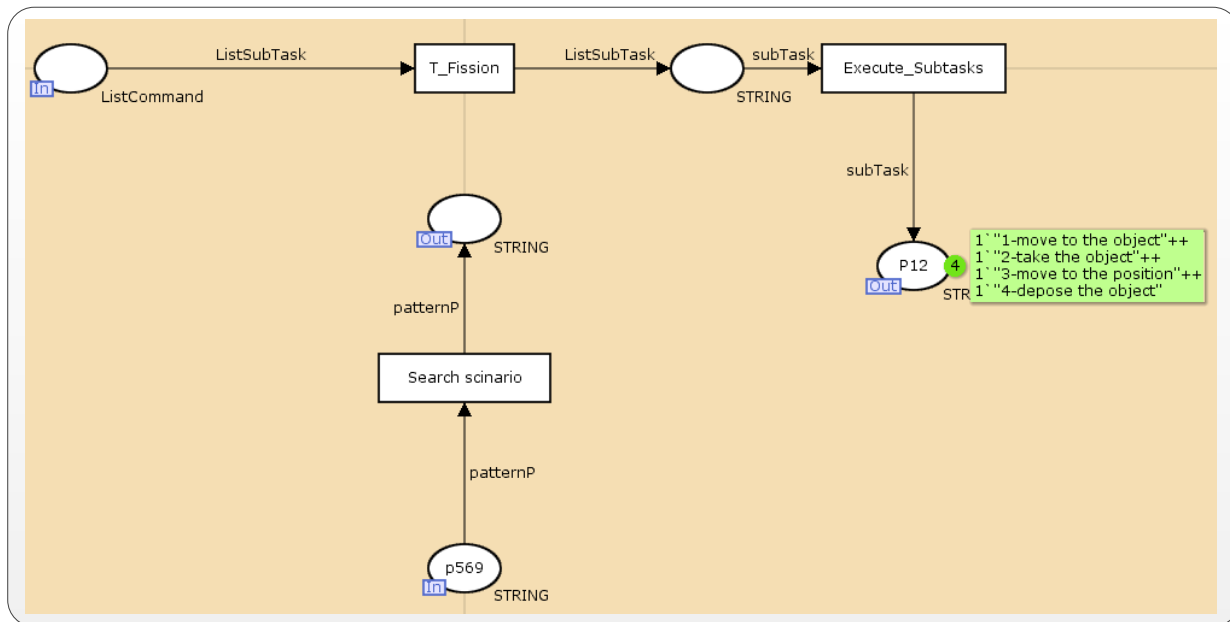 ListSubTask
T_Fission
ListSubTask
subTask
Execute_Subtasks
In
ListCommand
STRING
subTask
Out
STRING
P12
4
1`"1-move to the object"++
1`"2-take the object"++
1`"3-move to the position"++
1`"4-depose the object"
Out
STR
patternP
Search scinario
patternP
p569
In
STRING